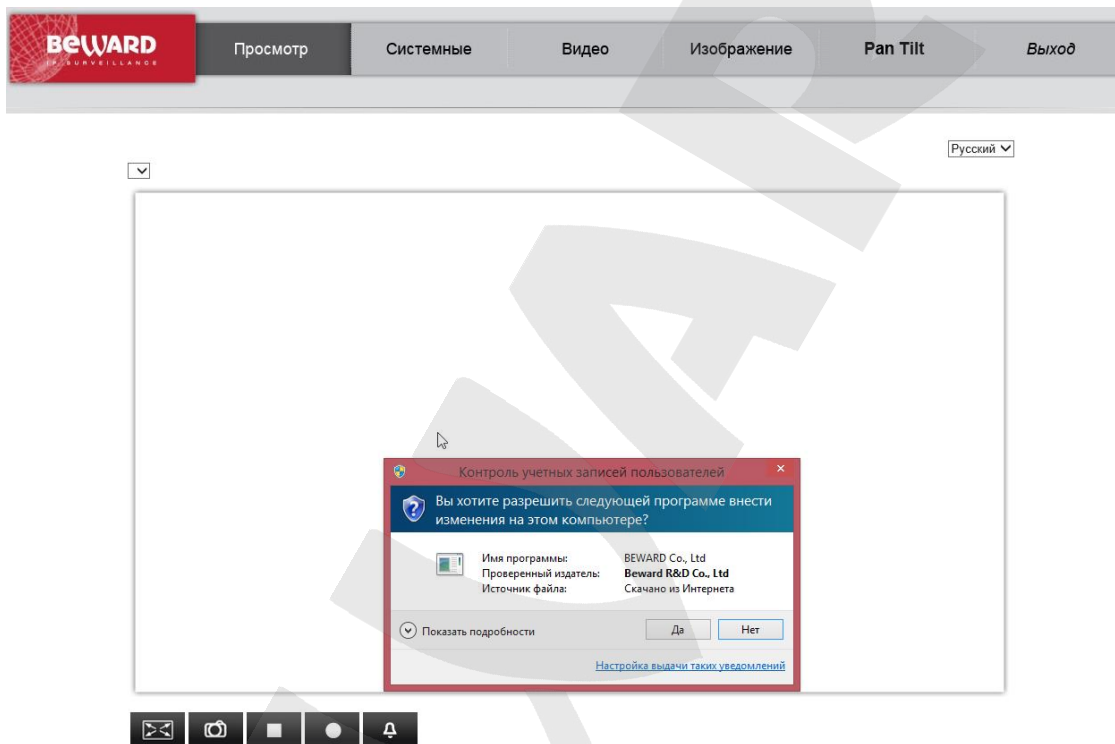 BEWARD
IP SURVEILLANCE
Просмотр Системные Видео Изображение Pan Tilt Выход
Русский
Контроль учетных записей пользователей
Вы хотите разрешить следующей программе внести
изменения на этом компьютере?
Имя программы: BEWARD Co., Ltd
Проверенный издатель: Beward R&D Co., Ltd
Источник файла: Скачано из Интернета
Показать подробности Да Нет
Настройка выдачи таких уведомлений